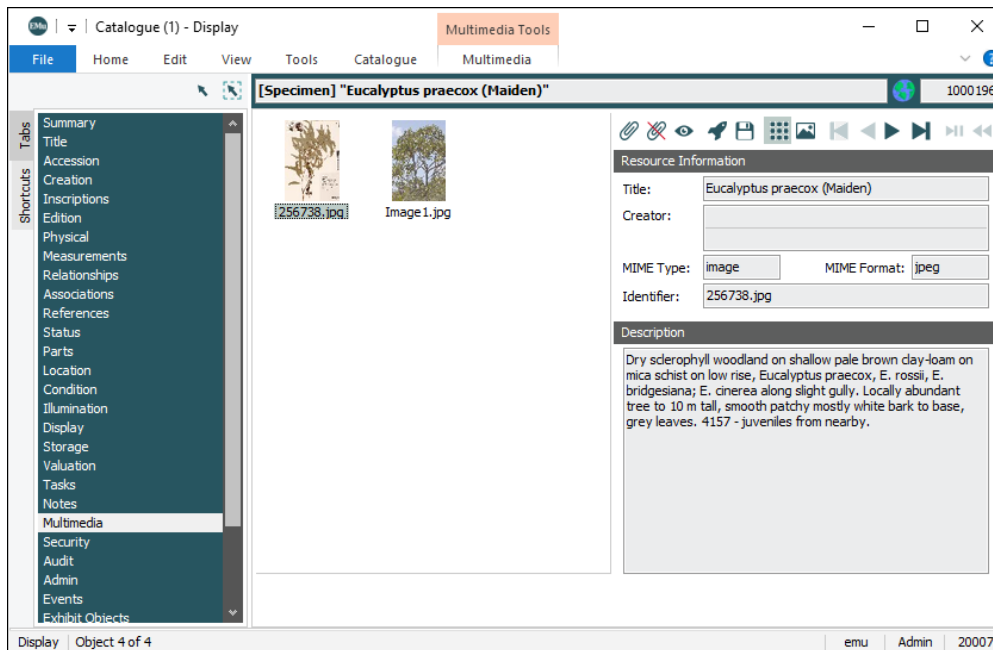 EMu Catalogue (1) - Display
Multimedia Tools
File Home Edit View Tools Catalogue Multimedia
[Specimen] "Eucalyptus praecox (Maiden)" 1000196
Tabs
Shortcuts
Summary
Title
Accession
Creation
Inscriptions
Edition
Physical
Measurements
Relationships
Associations
References
Status
Parts
Location
Condition
Illumination
Display
Storage
Valuation
Tasks
Notes
Multimedia
Security
Audit
Admin
Events
Exhibit Objects
256738.jpg Image1.jpg
Resource Information
Title: Eucalyptus praecox (Maiden)
Creator:
MIME Type: image MIME Format: jpeg
Identifier: 256738.jpg
Description
Dry sclerophyll woodland on shallow pale brown clay-loam on
mica schist on low rise, Eucalyptus praecox, E. rossii, E.
bridgesiana; E. cinerea along slight gully. Locally abundant
tree to 10 m tall, smooth patchy mostly white bark to base,
grey leaves. 4157 - juveniles from nearby.
Display Object 4 of 4 emu Admin 20007